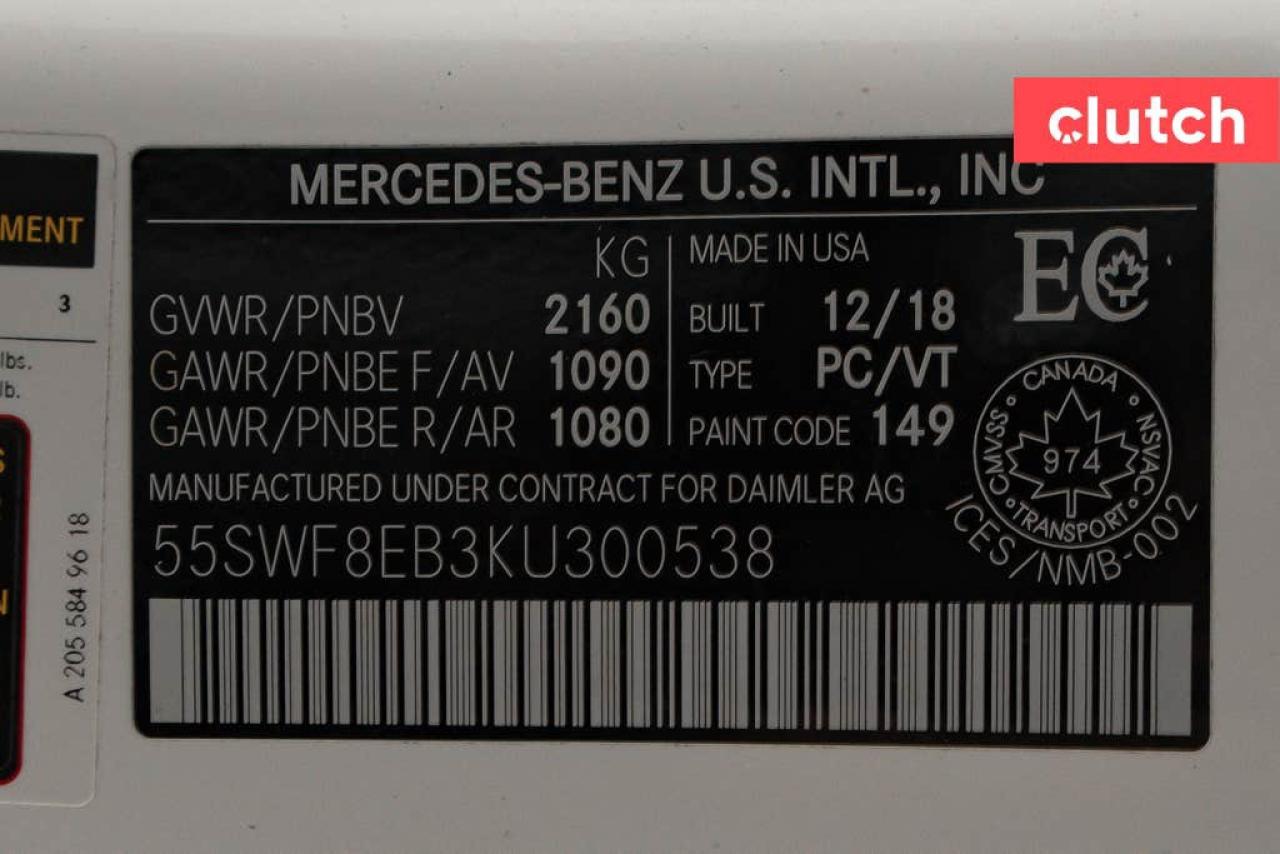 clutch
MERCEDES-BENZ U.S. INTL., INC
KG
GVWR/PNBV 2160
GAWR/PNBE F/AV 1090
GAWR/PNBE R/AR 1080
MADE IN USA
BUILT 12/18
TYPE PC/VT
PAINT CODE 149
EC
CANADA
CMVSS
NSVAC
974
TRANSPORT
ICES/NMB-002
MANUFACTURED UNDER CONTRACT FOR DAIMLER AG
55SWF8EB3KU300538
MENT
3
lbs.
lb.
S
N
A 205 584 96 18